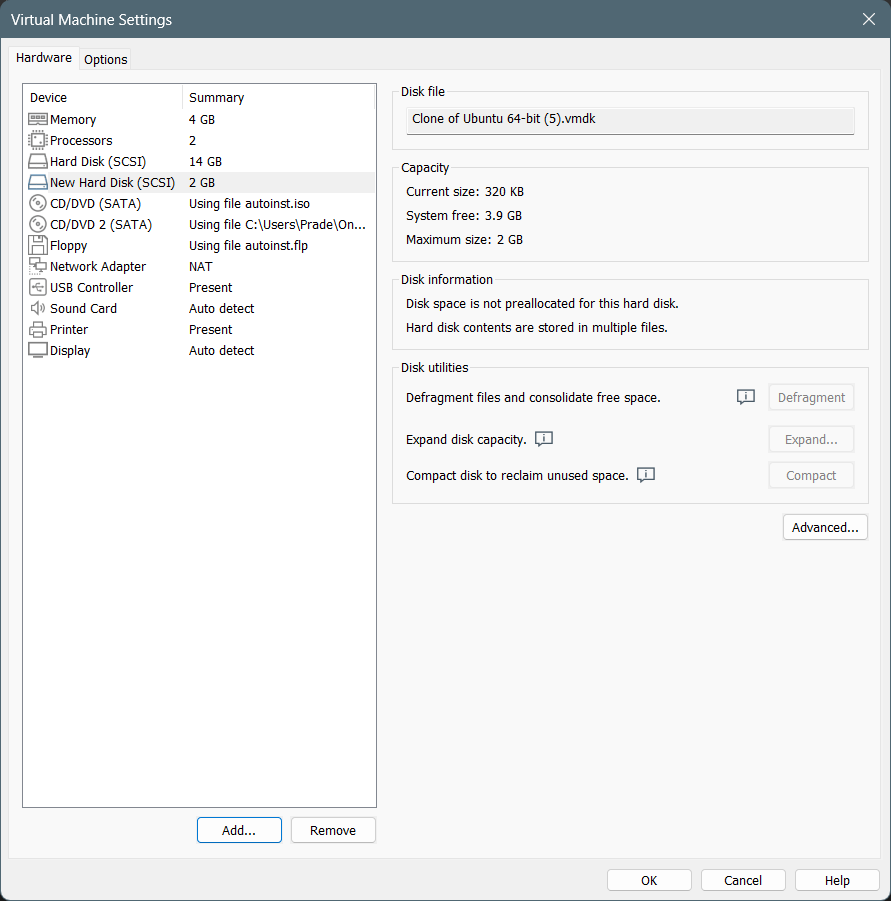 Virtual Machine Settings
Hardware Options
Device Summary
Memory 4 GB
Processors 2
Hard Disk (SCSI) 14 GB
New Hard Disk (SCSI) 2 GB
CD/DVD (SATA) Using file autoinst.iso
CD/DVD 2 (SATA) Using file C:\Users\Prade\On...
Floppy Using file autoinst.flp
Network Adapter NAT
USB Controller Present
Sound Card Auto detect
Printer Present
Display Auto detect
Add... Remove
Disk file
Clone of Ubuntu 64-bit (5).vmdk
Capacity
Current size: 320 KB
System free: 3.9 GB
Maximum size: 2 GB
Disk information
Disk space is not preallocated for this hard disk.
Hard disk contents are stored in multiple files.
Disk utilities
Defragment files and consolidate free space. Defragment
Expand disk capacity. Expand...
Compact disk to reclaim unused space. Compact
Advanced...
OK Cancel Help